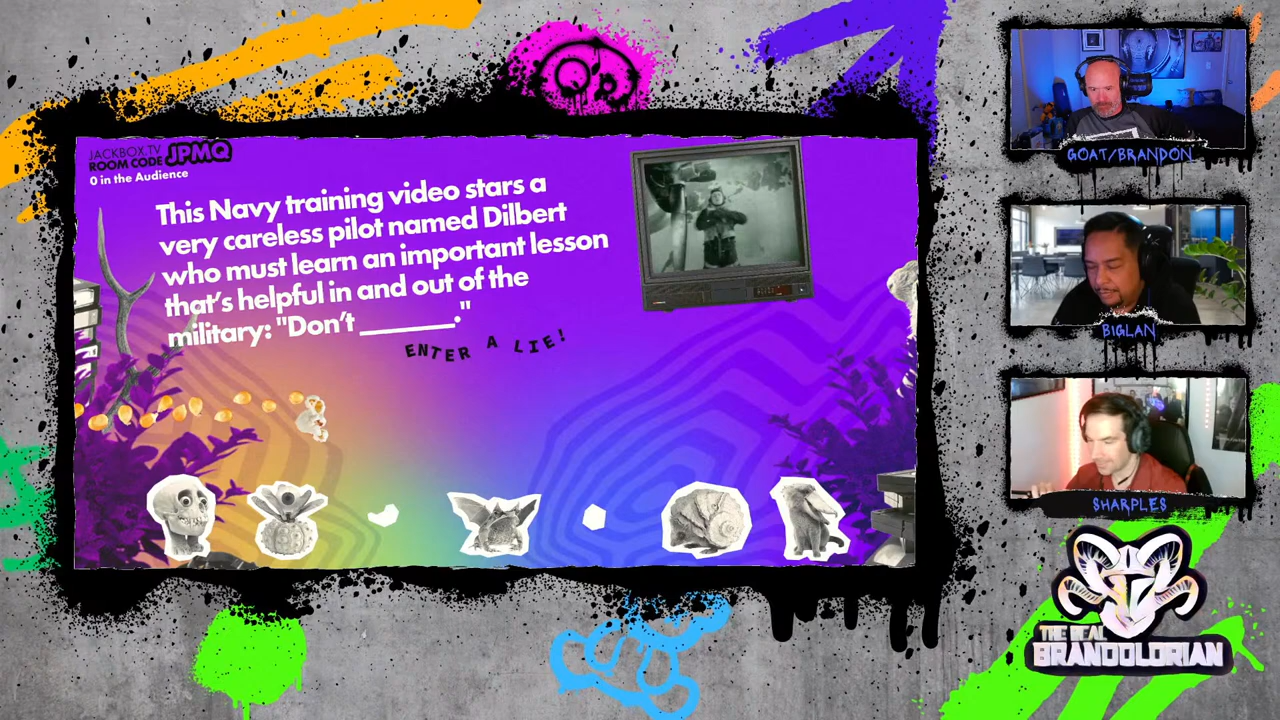 JACKBOX.TV
ROOM CODE JPMQ
0 in the Audience
This Navy training video stars a
very careless pilot named Dilbert
who must learn an important lesson
that's helpful in and out of the
military: "Don't ________."
ENTER A LIE!
GOAT/BRANDON
BIGLAN
SHARPLES
THE REAL
BRANDOLORIAN